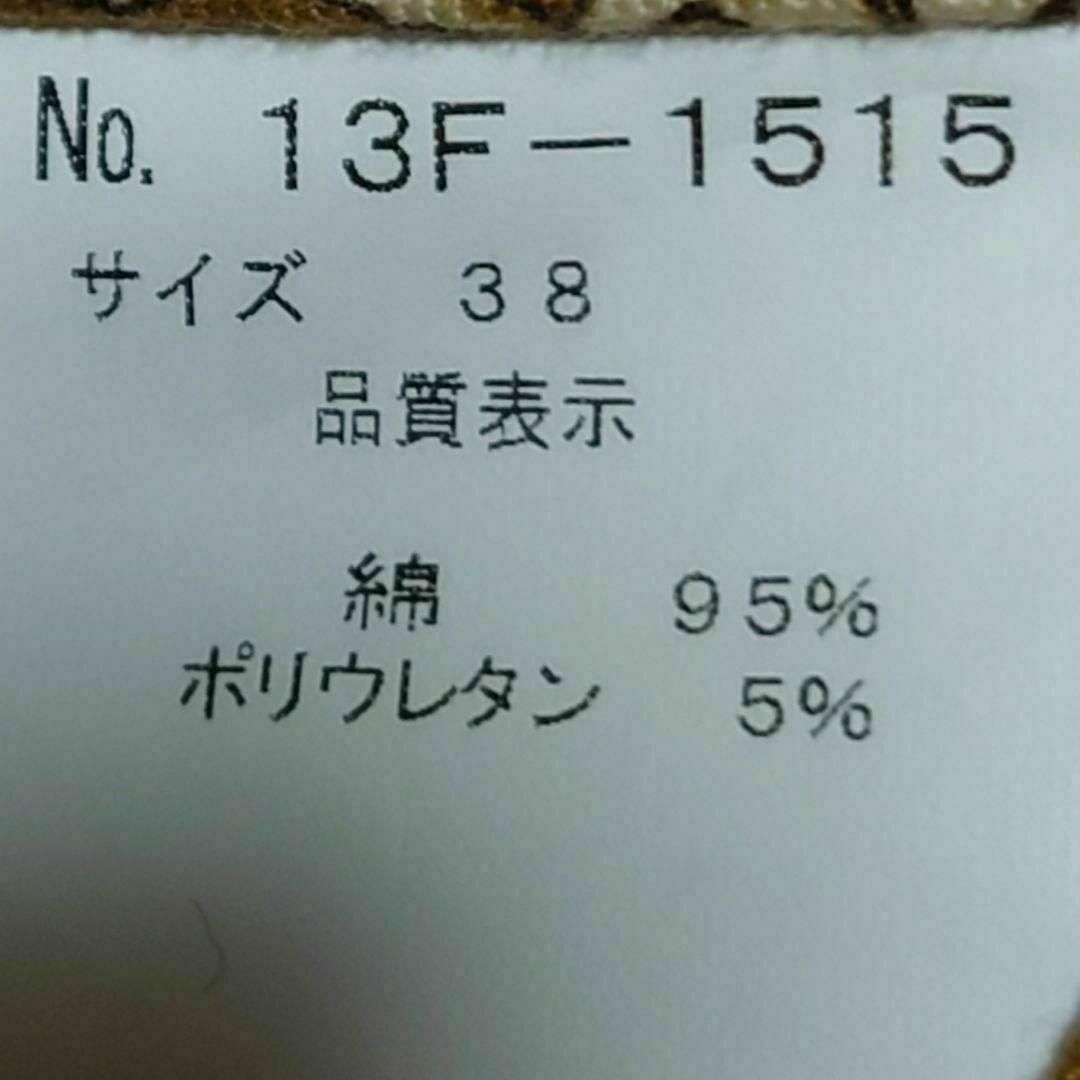 No. 13F-1515
サイズ 38
品質表示
綿 95%
ポリウレタン 5%